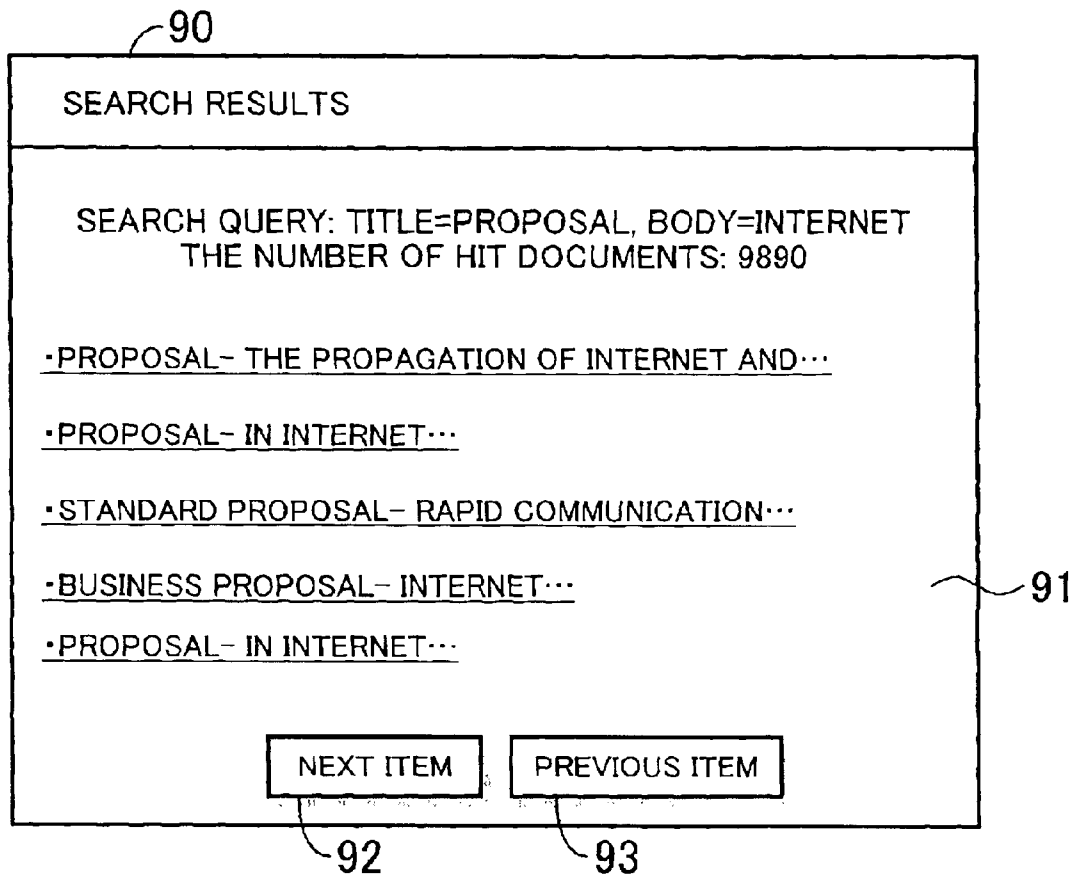 90
SEARCH RESULTS
SEARCH QUERY: TITLE=PROPOSAL, BODY=INTERNET
THE NUMBER OF HIT DOCUMENTS: 9890
·PROPOSAL- THE PROPAGATION OF INTERNET AND···
·PROPOSAL- IN INTERNET···
·STANDARD PROPOSAL- RAPID COMMUNICATION···
·BUSINESS PROPOSAL- INTERNET···
91
·PROPOSAL- IN INTERNET···
NEXT ITEM PREVIOUS ITEM
92 93